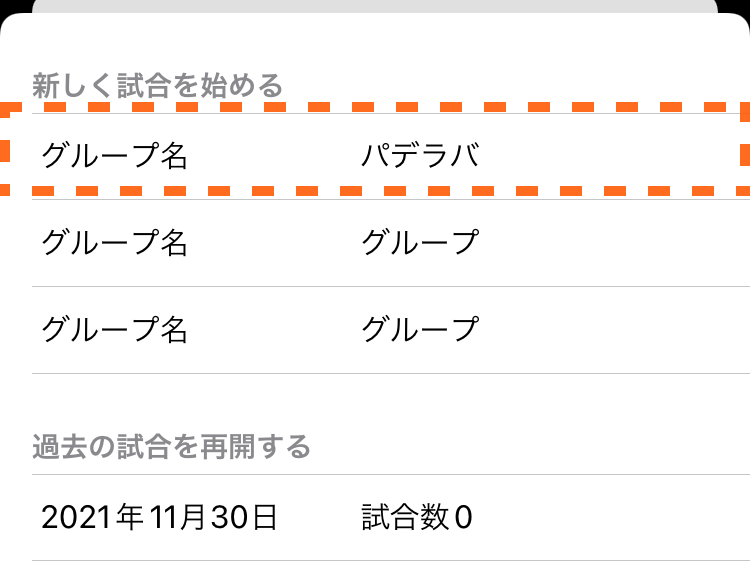 新しく試合を始める
グループ名 パデラバ
グループ名 グループ
グループ名 グループ
過去の試合を再開する
2021年11月30日 試合数0